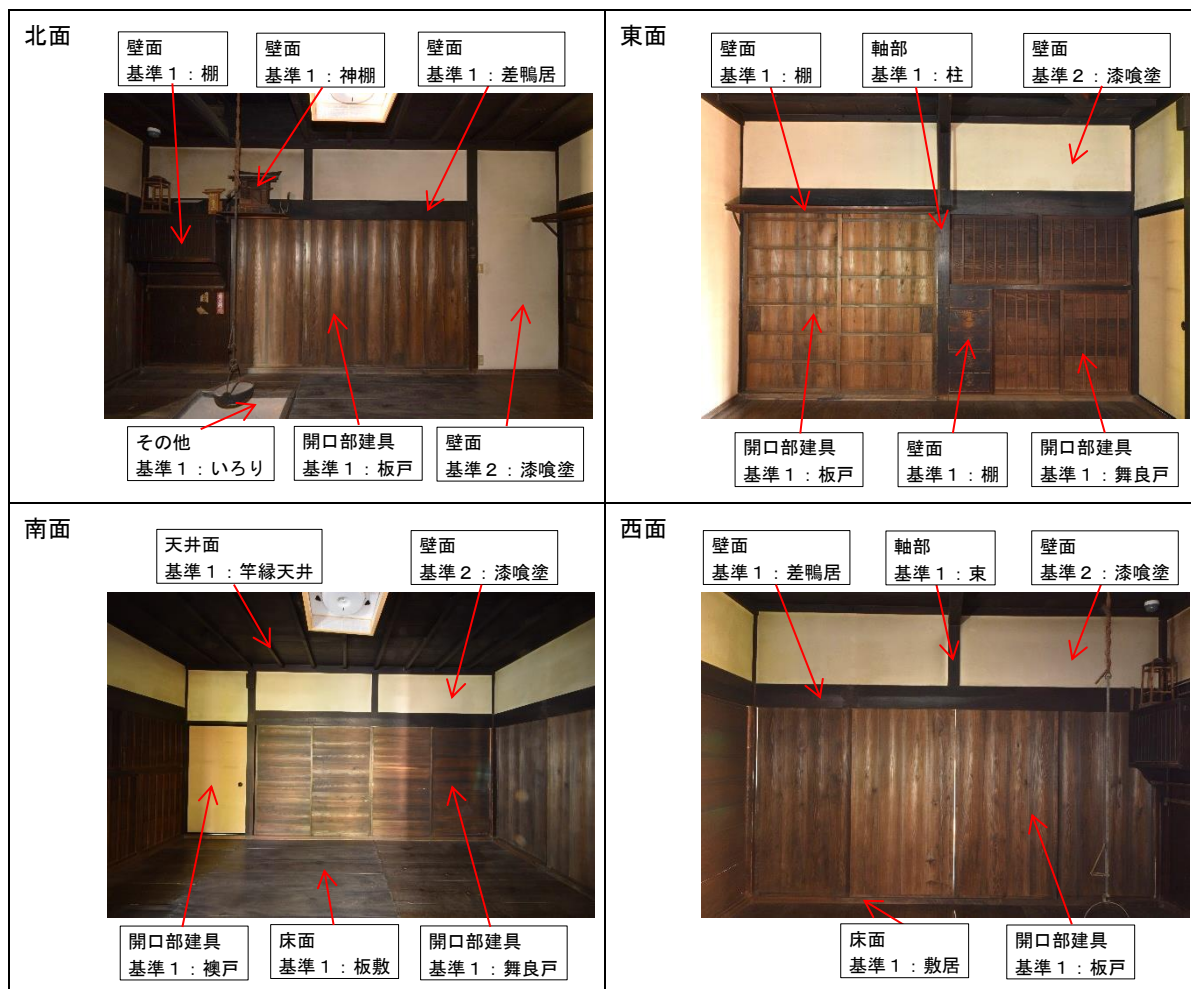 北面
壁面
基準1：棚
壁面
基準1：神棚
壁面
基準1：差鴨居
その他
基準1：いろり
開口部建具
基準1：板戸
壁面
基準2：漆喰塗
東面
壁面
基準1：棚
軸部
基準1：柱
壁面
基準2：漆喰塗
開口部建具
基準1：板戸
壁面
基準1：棚
開口部建具
基準1：舞良戸
南面
天井面
基準1：竿縁天井
壁面
基準2：漆喰塗
開口部建具
基準1：襖戸
床面
基準1：板敷
開口部建具
基準1：舞良戸
西面
壁面
基準1：差鴨居
軸部
基準1：束
壁面
基準2：漆喰塗
床面
基準1：敷居
開口部建具
基準1：板戸